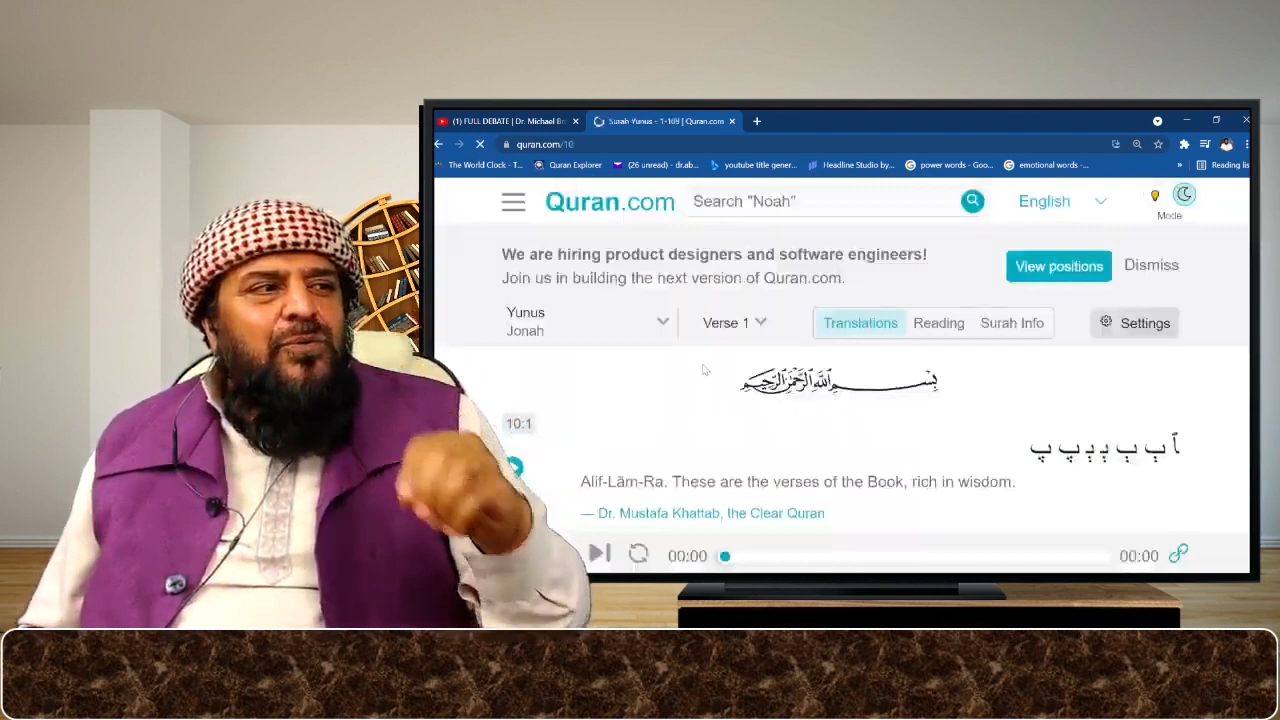 (1) FULL DEBATE | Dr. Michael Br
Surah Yunus - 1-109 | Quran.com
quran.com/10
The World Clock - T...
Quran Explorer
(26 unread) - dr.ab...
youtube title gener...
Headline Studio by...
power words - Goo...
emotional words -...
»
Reading lis
Quran.com
Search "Noah"
English
Mode
We are hiring product designers and software engineers!
Join us in building the next version of Quran.com.
View positions
Dismiss
Yunus
Jonah
Verse 1
Translations
Reading
Surah Info
Settings
بسم الله الرحمن الرحيم
10:1
Alif-Lãm-Ra. These are the verses of the Book, rich in wisdom.
— Dr. Mustafa Khattab, the Clear Quran
00:00
00:00